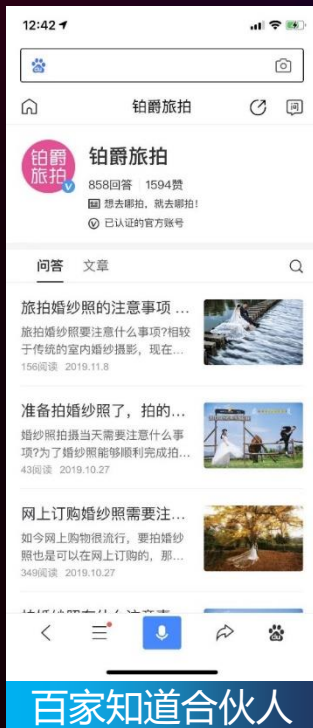 12:42
铂爵旅拍
铂爵
旅拍
铂爵旅拍
858回答 1594赞
想去哪拍，就去哪拍！
已认证的官方账号
问答 文章
旅拍婚纱照的注意事项 ...
旅拍婚纱照要注意什么事项?相较
于传统的室内婚纱摄影，现在...
156阅读 2019.11.8
准备拍婚纱照了，拍的...
婚纱照拍摄当天需要注意什么事
项?为了婚纱照能够顺利完成拍...
43阅读 2019.10.27
网上订购婚纱照需要注...
如今网上购物很流行，要拍婚纱
照也是可以在网上订购的，那...
349阅读 2019.10.27
百家知道合伙人